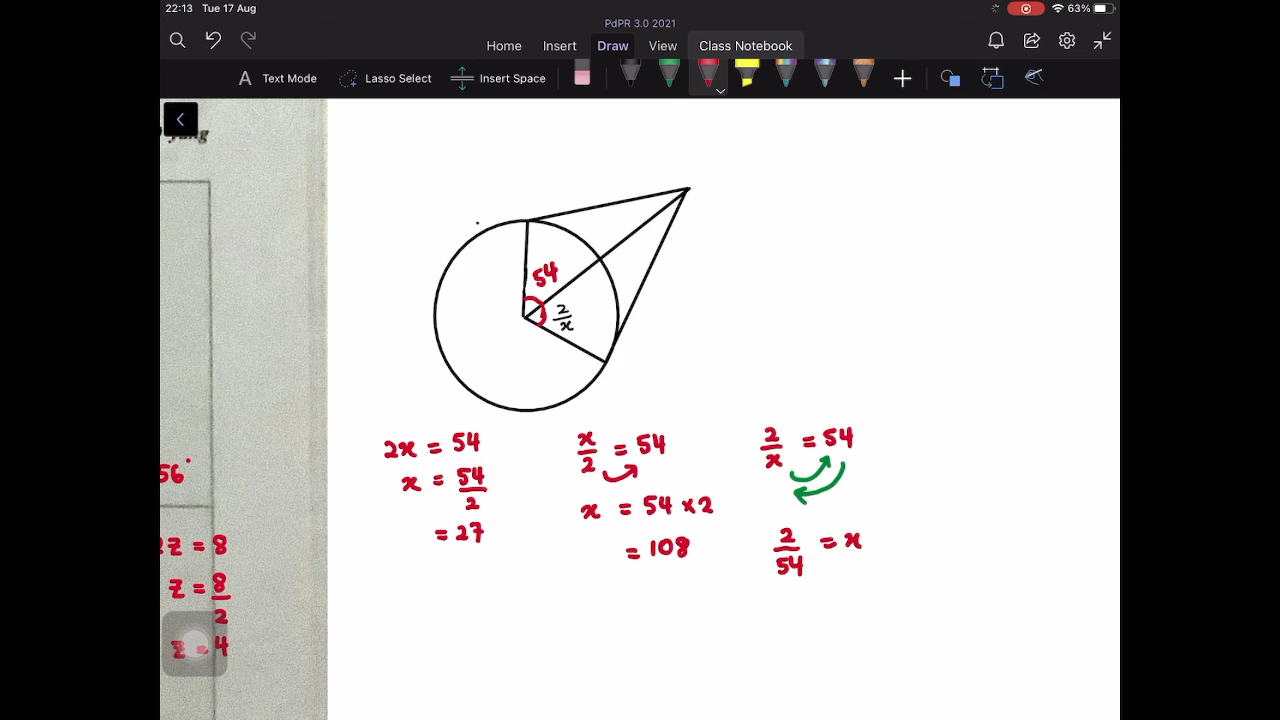 22:13 Tue 17 Aug
63%
PdPR 3.0 2021
Home Insert Draw View Class Notebook
A Text Mode Lasso Select Insert Space
yang
54
2/x
56°
2Z = 8
Z = 8/2
Z = 4
2x = 54
x = 54/2
= 27
x/2 = 54
x = 54 × 2
= 108
2/x = 54
2/54 = x